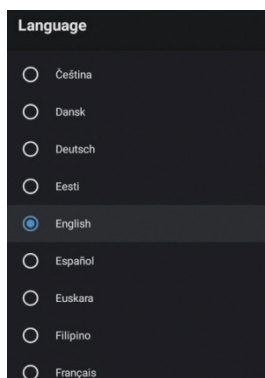 Language
Čeština
Dansk
Deutsch
Eesti
English
Español
Euskara
Filipino
Français